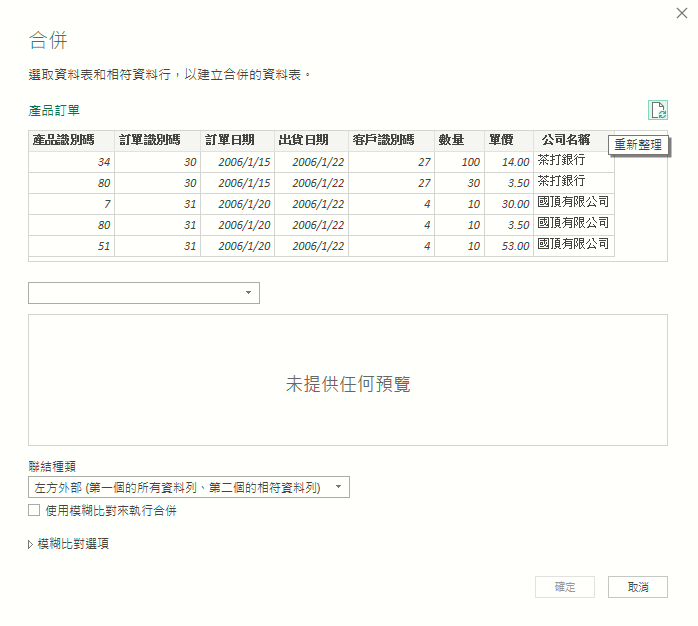 合併
選取資料表和相符資料行，以建立合併的資料表。
產品訂單
產品識別碼 訂單識別碼 訂單日期 出貨日期 客戶識別碼 數量 單價 公司名稱
重新整理
34 30 2006/1/15 2006/1/22 27 100 14.00 茶打銀行
80 30 2006/1/15 2006/1/22 27 30 3.50 茶打銀行
7 31 2006/1/20 2006/1/22 4 10 30.00 國頂有限公司
80 31 2006/1/20 2006/1/22 4 10 3.50 國頂有限公司
51 31 2006/1/20 2006/1/22 4 10 53.00 國頂有限公司
未提供任何預覽
聯結種類
左方外部 (第一個的所有資料列、第二個的相符資料列)
使用模糊比對來執行合併
模糊比對選項
確定 取消